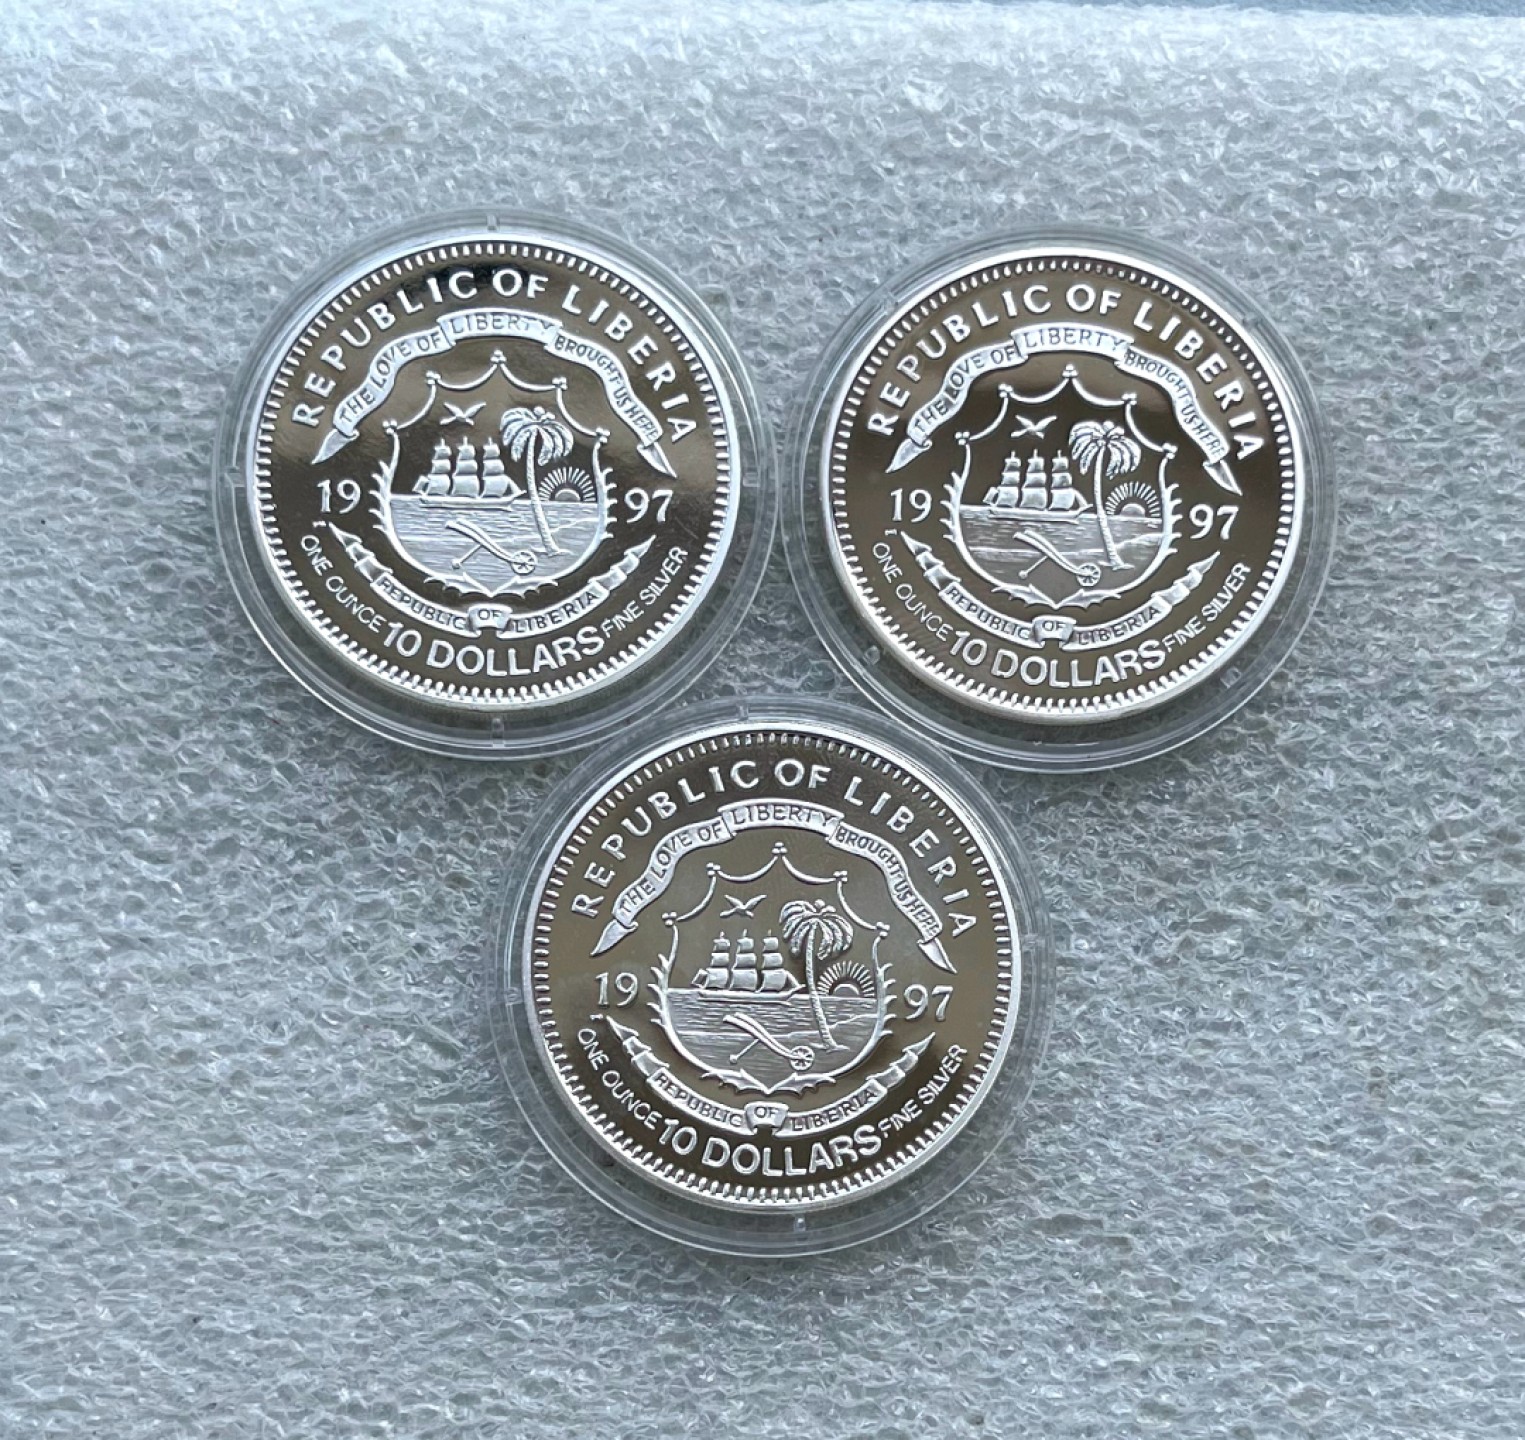 REPUBLIC OF LIBERIA
THE LOVE OF LIBERTY BROUGHT US HERE
19 97
REPUBLIC OF LIBERIA
ONE OUNCE 10 DOLLARS FINE SILVER
REPUBLIC OF LIBERIA
THE LOVE OF LIBERTY BROUGHT US HERE
19 97
REPUBLIC OF LIBERIA
ONE OUNCE 10 DOLLARS FINE SILVER
REPUBLIC OF LIBERIA
THE LOVE OF LIBERTY BROUGHT US HERE
19 97
REPUBLIC OF LIBERIA
ONE OUNCE 10 DOLLARS FINE SILVER